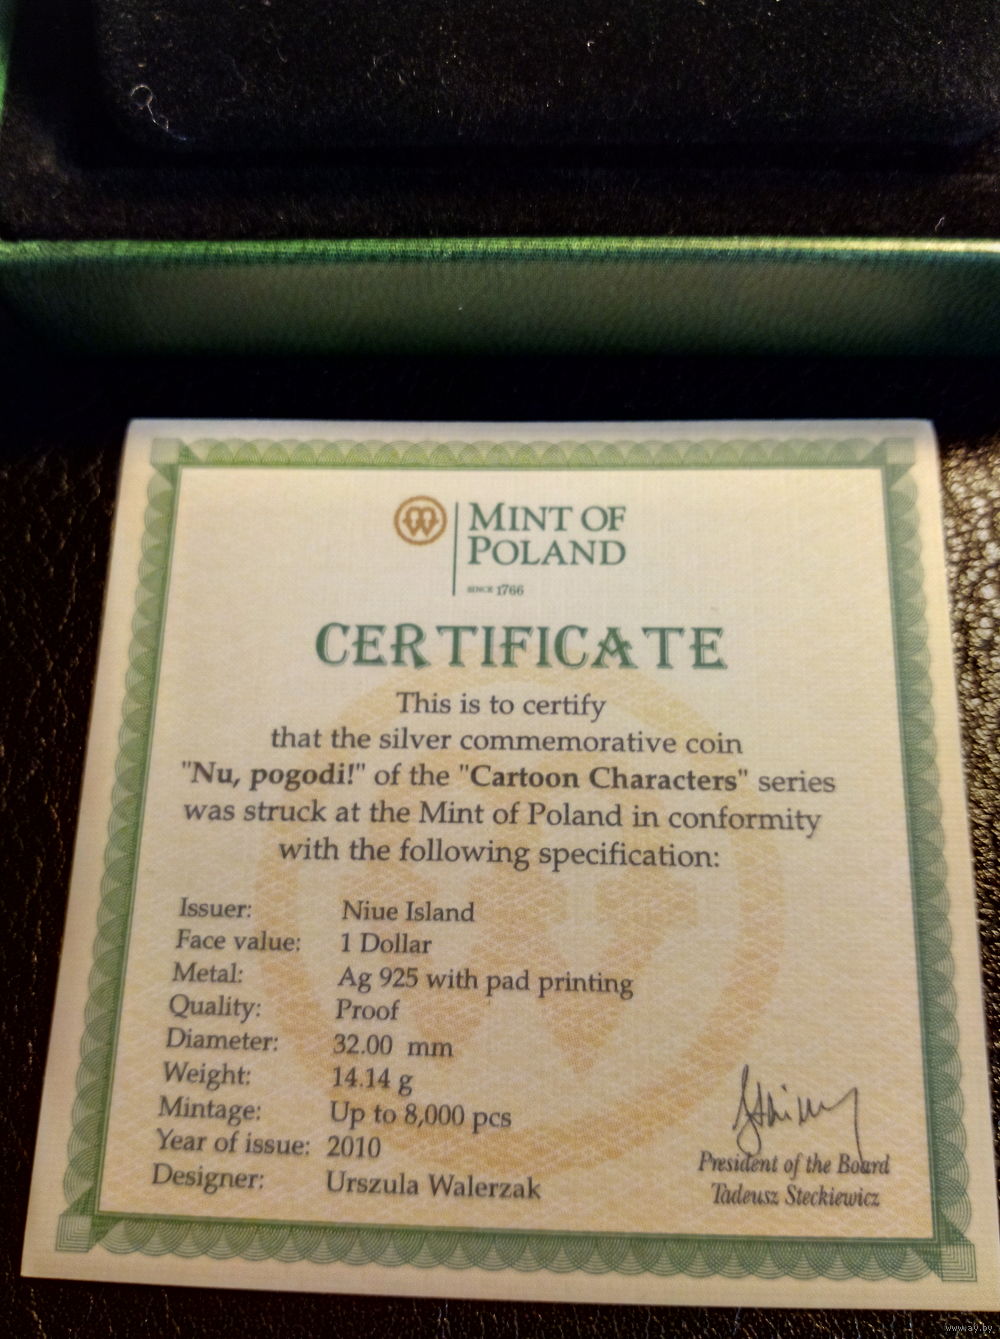 MINT OF
POLAND
SINCE 1766
CERTIFICATE
This is to certify
that the silver commemorative coin
"Nu, pogodi!" of the "Cartoon Characters" series
was struck at the Mint of Poland in conformity
with the following specification:
Issuer: Niue Island
Face value: 1 Dollar
Metal: Ag 925 with pad printing
Quality: Proof
Diameter: 32.00 mm
Weight: 14.14 g
Mintage: Up to 8,000 pcs
Year of issue: 2010
Designer: Urszula Walerzak
President of the Board
Tadeusz Steckiewicz
www.ay.by